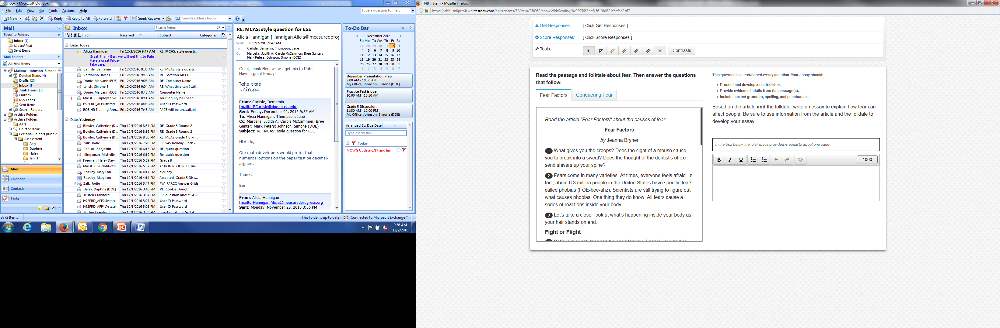 Inbox - Microsoft Outlook
File Edit View Go Tools Actions Help
Type a question for help
New Reply Reply to All Forward Send/Receive Search address books
Mail
Favorite Folders
Inbox (1)
Unread Mail
Sent Items
Mail Folders
All Mail Items
Mailbox - Johnson, Simone
Deleted Items (4)
Drafts [20]
Inbox (1)
Junk E-mail [35]
Outbox
RSS Feeds
Sent Items
Search Folders
Archive Folders
Archive Folders
AAN
Deleted Items
Personal Folders (June 2
Assessment
Amy
Daphne
Haley
Jen H
Mail
Calendar
Contacts
Tasks
3772 Items
Inbox
Search Inbox
From Received Subject Categories
Date: Today
Alicia Hannigan Fri 12/2/2016 9:47 AM RE: MCAS: style questi...
Great, thank Ben, we will get this to Pubs.
Have a great Friday!
Take care,
Carlisle, Benjamin Fri 12/2/2016 9:35 AM RE: MCAS: style questi...
Verdolino, James Fri 12/2/2016 9:15 AM RE: Location on FTP
Donie, Maryann (EOE) Fri 12/2/2016 9:06 AM RE: Computer Name
Lynch, Simone E Fri 12/2/2016 9:04 AM RE: What time can I call...
Donie, Maryann (EOE) Fri 12/2/2016 8:42 AM Computer Name
MassHR Employee Se... Fri 12/2/2016 8:11 AM Your Inquiry has been ...
H92PRD_APP4@state... Fri 12/2/2016 8:03 AM User ID Password
EOE HR Training Ann... Fri 12/2/2016 7:45 AM PACE will be unavailabl...
Date: Yesterday
Bowler, Catherine (D... Thu 12/1/2016 8:34 PM RE: Grade 3 Round 2
Bowler, Catherine (D... Thu 12/1/2016 8:19 PM RE: Grade 3 Round 2
Bowler, Catherine (D... Thu 12/1/2016 8:06 PM RE: MCAS Grade 4-8 Pri...
Zalk, Jodie Thu 12/1/2016 7:28 PM RE: SAS holiday lunch -...
Carlisle, Benjamin Thu 12/1/2016 6:13 PM RE: quick question
Klingeman, Michelle Thu 12/1/2016 6:12 PM Re: quick question
Freeman, Haley Daw... Thu 12/1/2016 5:59 PM Grade 8
MassHRESCNotificati... Thu 12/1/2016 5:07 PM ACTION REQUIRED: Tim...
Beasley, Mary Lou Thu 12/1/2016 4:17 PM sick day
Beasley, Mary Lou Thu 12/1/2016 4:14 PM Accepted: Grade 5 Disc...
Zalk, Jodie Thu 12/1/2016 3:47 PM FW: PARCC Answer Grids
Daley, Daphne (DOE) Thu 12/1/2016 3:40 PM RE: Cookie Dough
Kristen Crawford Thu 12/1/2016 3:37 PM RE: question about Gr ...
H92PRD_APP2@state... Thu 12/1/2016 3:27 PM User ID Password
H92PRD_APP4@state... Thu 12/1/2016 3:26 PM User ID Password
Kristen Crawford Thu 12/1/2016 3:23 PM question about Gr 7 it...
RE: MCAS: style question for ESE
Alicia Hannigan [Hannigan.Alicia@measuredprog
Sent: Fri 12/2/2016 9:47 AM
To: Carlisle, Benjamin; Thompson, Jane
Cc: Marcella, Judith A; Carole McCammon; Bree Gunter;
Mark Peters; Johnson, Simone (DOE)
Great, thank Ben, we will get this to Pubs.
Have a great Friday!
Take care,
~Alicia
From: Carlisle, Benjamin
[mailto:BCarlisle@doe.mass.edu]
Sent: Friday, December 02, 2016 9:35 AM
To: Alicia Hannigan; Thompson, Jane
Cc: Marcella, Judith A; Carole McCammon; Bree
Gunter; Mark Peters; Johnson, Simone (DOE)
Subject: RE: MCAS: style question for ESE
Hi Alicia,
Our math developers would prefer that
numerical options on the paper test be decimal-
aligned.
Thanks.
Ben
From: Alicia Hannigan
[mailto:Hannigan.Alicia@measuredprogress.org]
Sent: Monday, November 28, 2016 3:06 PM
To-Do Bar
December 2016
Su Mo Tu We Th Fr Sa
27 28 29 30 1 2 3
4 5 6 7 8 9 10
11 12 13 14 15 16 17
18 19 20 21 22 23 24
25 26 27 28 29 30 31
1 2 3 4 5 6 7
December Presentation Prep
9:00 AM - 10:00 AM
My Office; Johnson, Simone (DOE)
Practice Test is due
10:00 AM - 10:30 AM
Grade 5 Discussion
11:30 AM - 12:00 PM
My Office; Johnson, Simone (DOE)
Arranged By: Due Date
Type a new task
Today
MOWG Update 6/17 and Im...
This folder is up to date. Connected to Microsoft Exchange
9:58 AM
12/2/2016
TN8 ::: Item - Mozilla Firefox
https://abbi-tn8previewer.testnav.com/api/tenants/72/item/250950/showWithScoring/bc0395668abf45619b6631fadfab0a67
Get Responses: [ Click Get Responses ]
Score Responses: [ Click Score Responses ]
Tools: Contrasts
Read the passage and folktale about fear. Then answer the questions
that follow.
Fear Factors Conquering Fear
Read the article "Fear Factors" about the causes of fear.
Fear Factors
by Jeanna Bryner
1 What gives you the creeps? Does the sight of a mouse cause
you to break into a sweat? Does the thought of the dentist's office
send shivers up your spine?
2 Fears come in many varieties. At times, everyone feels afraid. In
fact, about 6.3 million people in the United States have specific fears
called phobias (FOE-bee-ahz). Scientists are still trying to figure out
what causes phobias. One thing they do know: All fears cause a
series of reactions inside your body.
3 Let's take a closer look at what's happening inside your body as
your hair stands on end.
Fight or Flight
4 Believe it or not, fear can be good for you. Fear is your body's
This question is a text-based essay question. Your essay should:
• Present and develop a central idea.
• Provide evidence/details from the passage(s).
• Include correct grammar, spelling, and punctuation.
Based on the article and the folktale, write an essay to explain how fear can
affect people. Be sure to use information from the article and the folktale to
develop your essay.
In the box below, the total space provided is equal to about one page.
B I U abc 1000